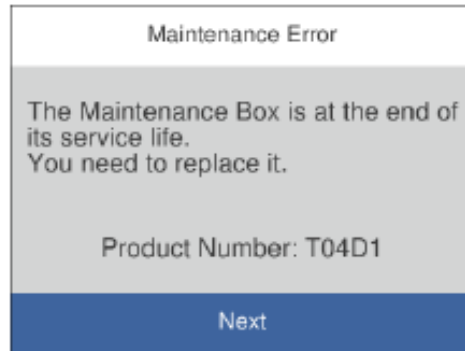 Maintenance Error
The Maintenance Box is at the end of
its service life.
You need to replace it.
Product Number: T04D1
Next